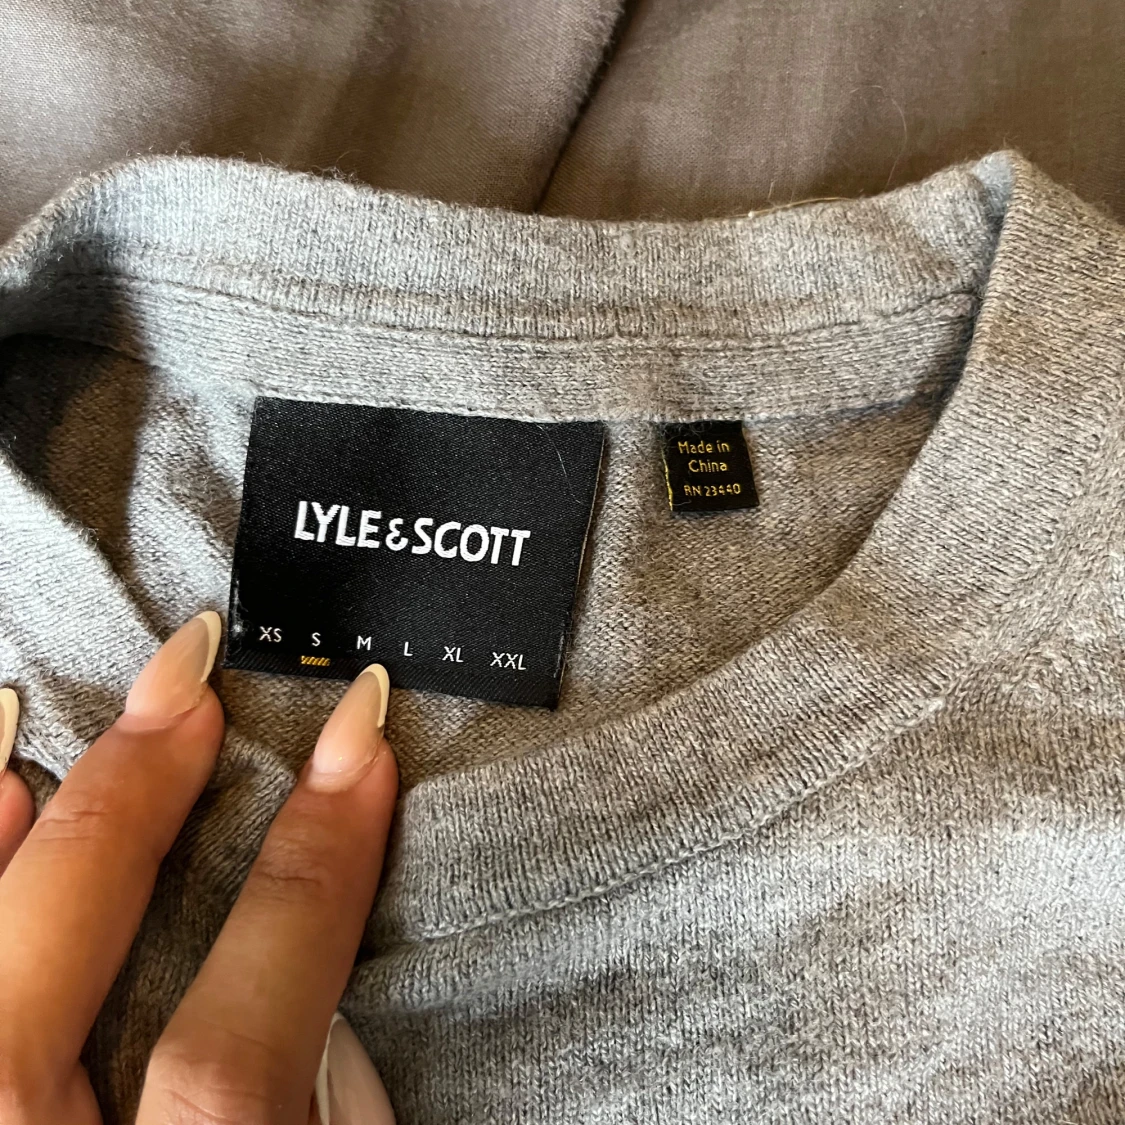 LYLE & SCOTT
XS S M L XL XXL
Made in
China
RN 23440